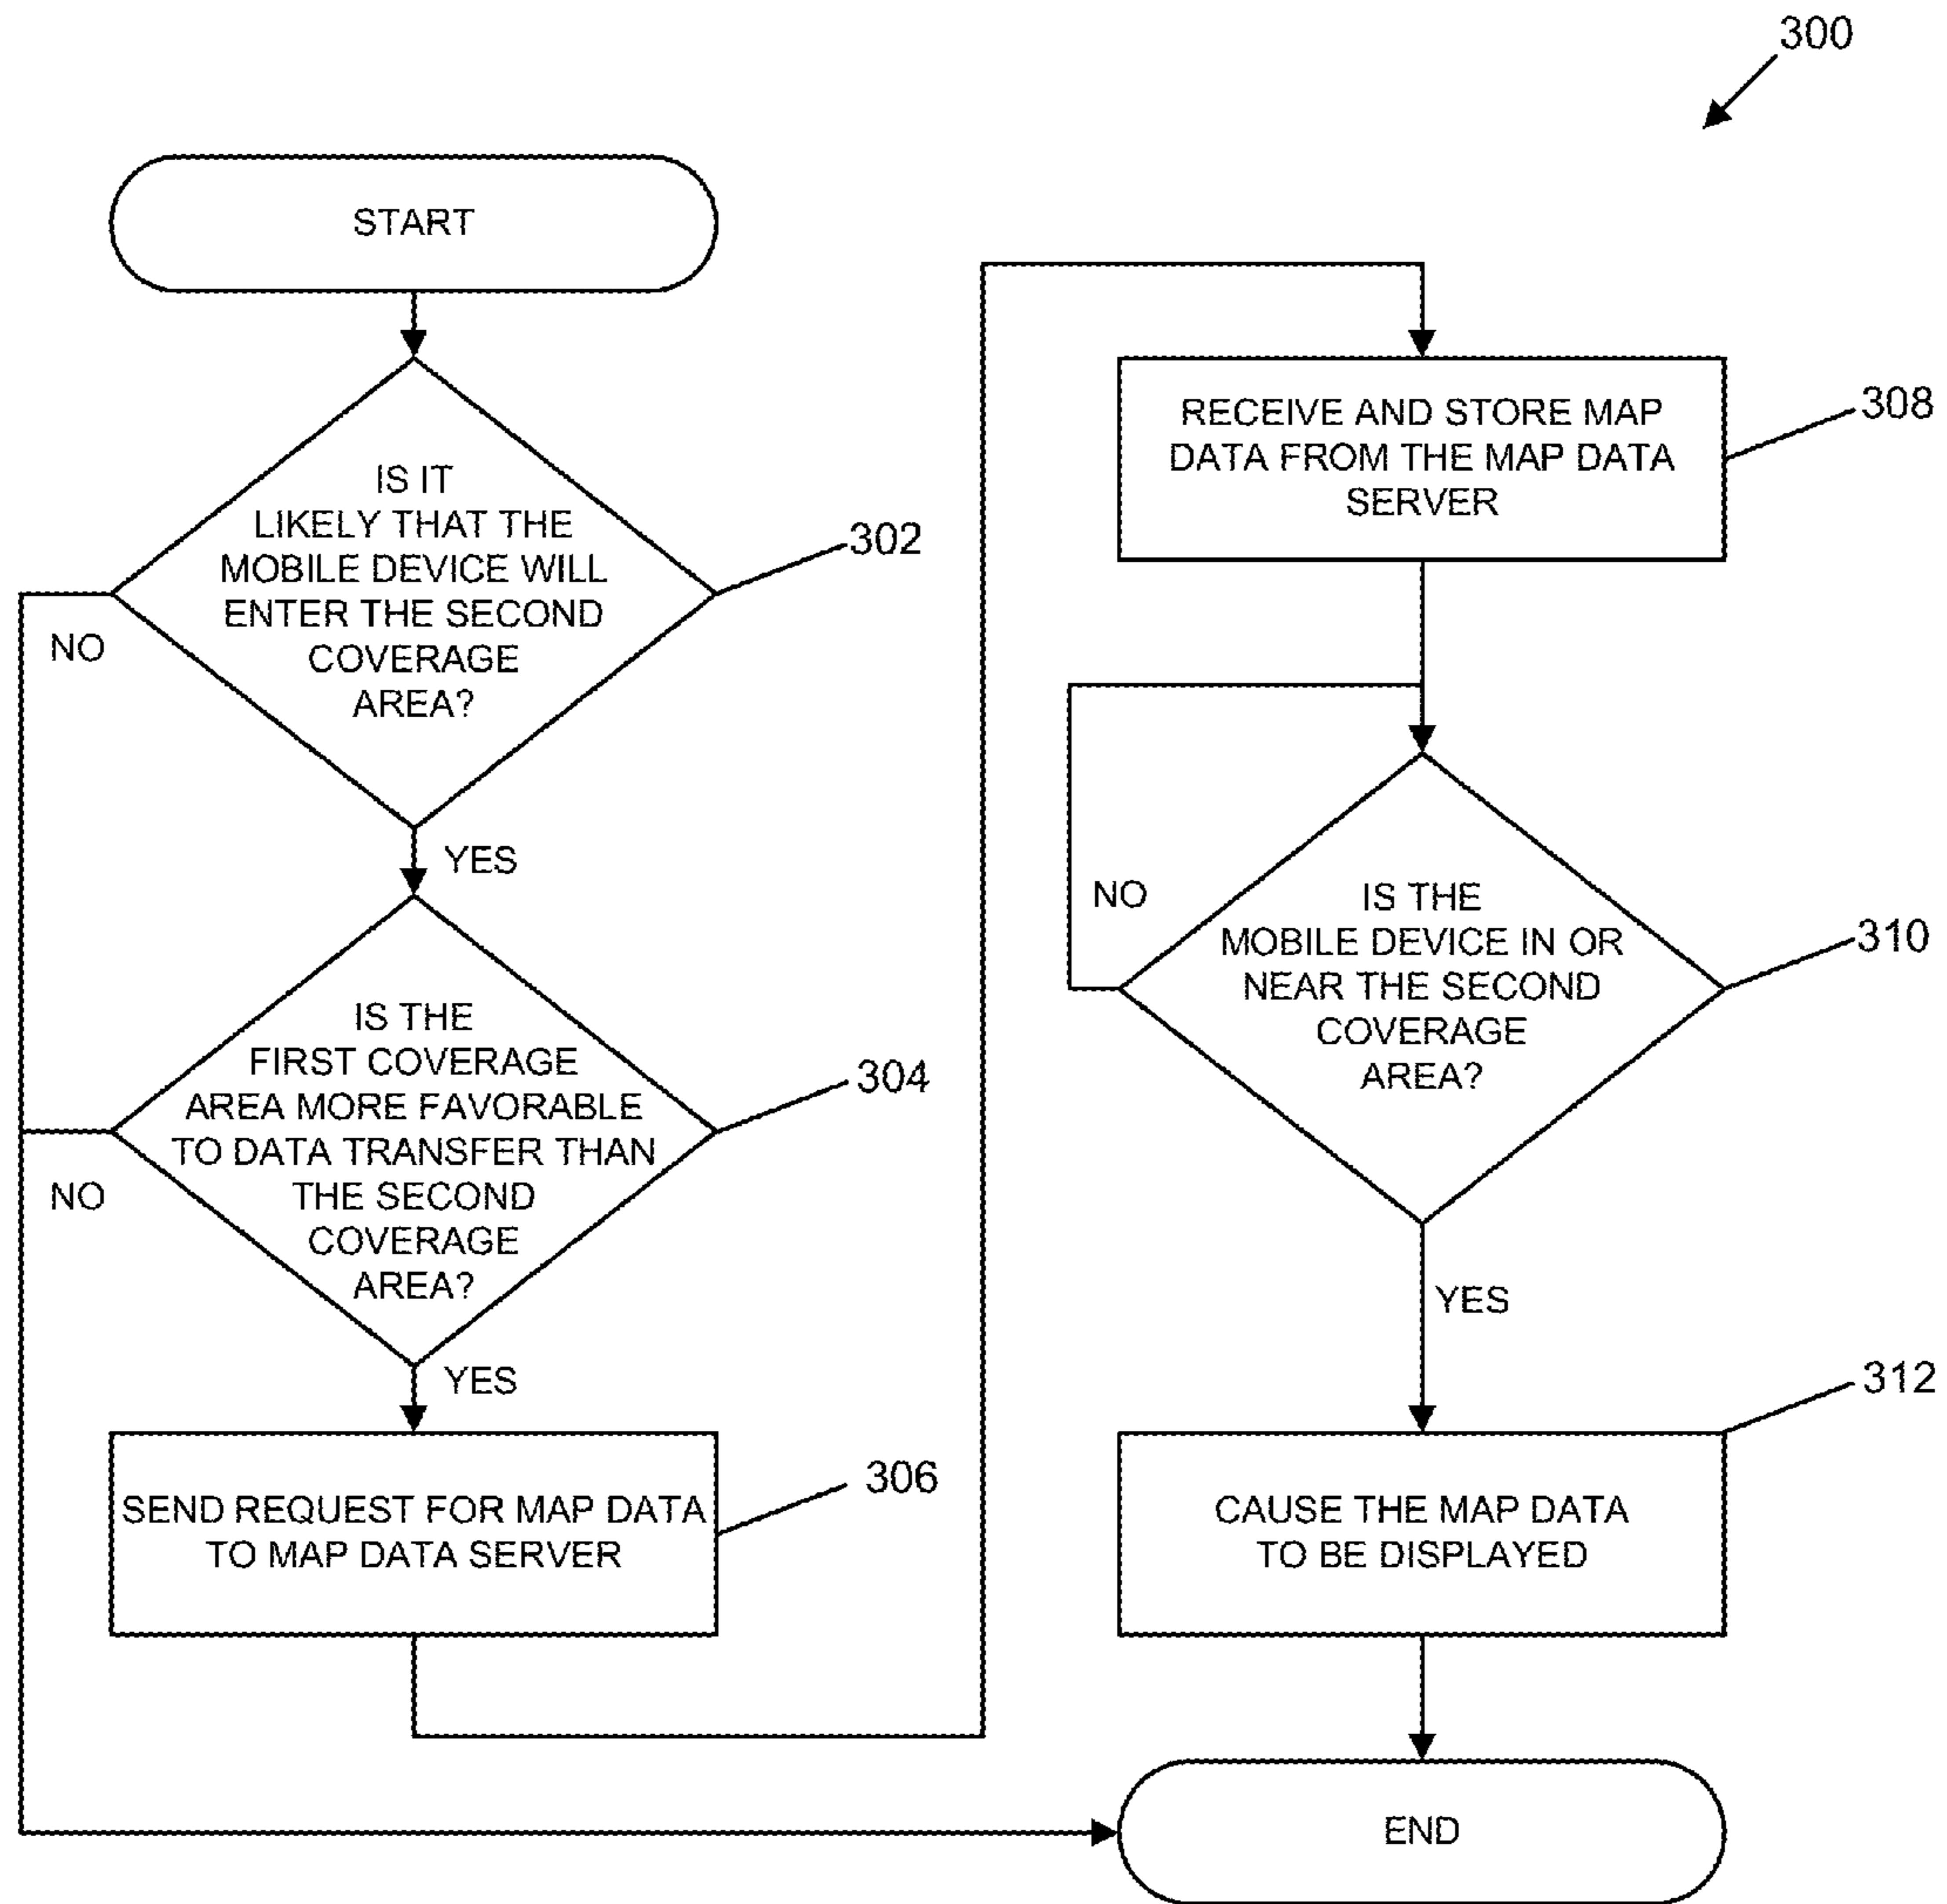 300
START
IS IT
LIKELY THAT THE
MOBILE DEVICE WILL
ENTER THE SECOND
COVERAGE
AREA?
302
NO
YES
IS THE
FIRST COVERAGE
AREA MORE FAVORABLE
TO DATA TRANSFER THAN
THE SECOND
COVERAGE
AREA?
304
NO
YES
SEND REQUEST FOR MAP DATA
TO MAP DATA SERVER
306
RECEIVE AND STORE MAP
DATA FROM THE MAP DATA
SERVER
308
IS THE
MOBILE DEVICE IN OR
NEAR THE SECOND
COVERAGE
AREA?
310
NO
YES
CAUSE THE MAP DATA
TO BE DISPLAYED
312
END